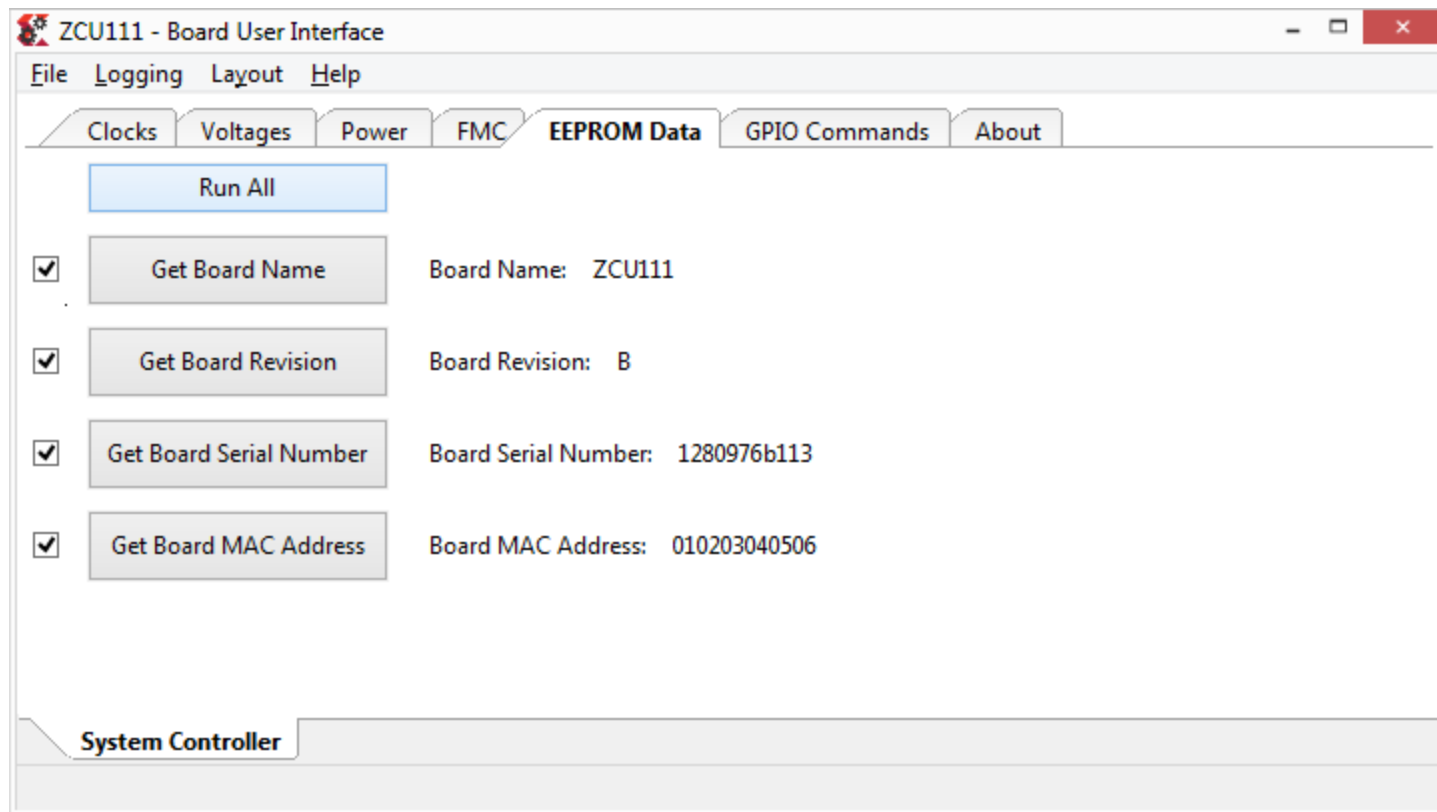 ZCU111 - Board User Interface
File Logging Layout Help
Clocks Voltages Power FMC EEPROM Data GPIO Commands About
Run All
Get Board Name Board Name: ZCU111
Get Board Revision Board Revision: B
Get Board Serial Number Board Serial Number: 1280976b113
Get Board MAC Address Board MAC Address: 010203040506
System Controller